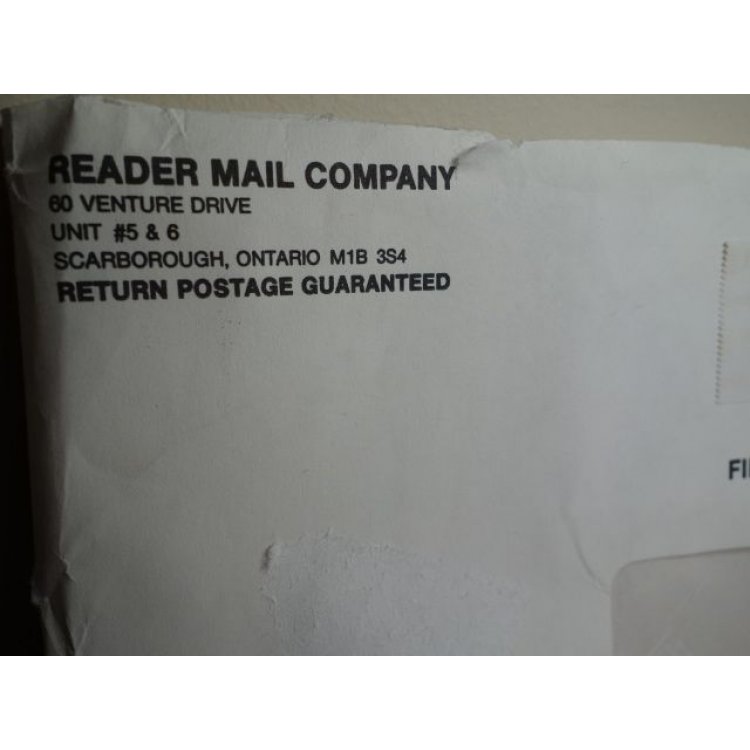 READER MAIL COMPANY
60 VENTURE DRIVE
UNIT #5 & 6
SCARBOROUGH, ONTARIO M1B 3S4
RETURN POSTAGE GUARANTEED